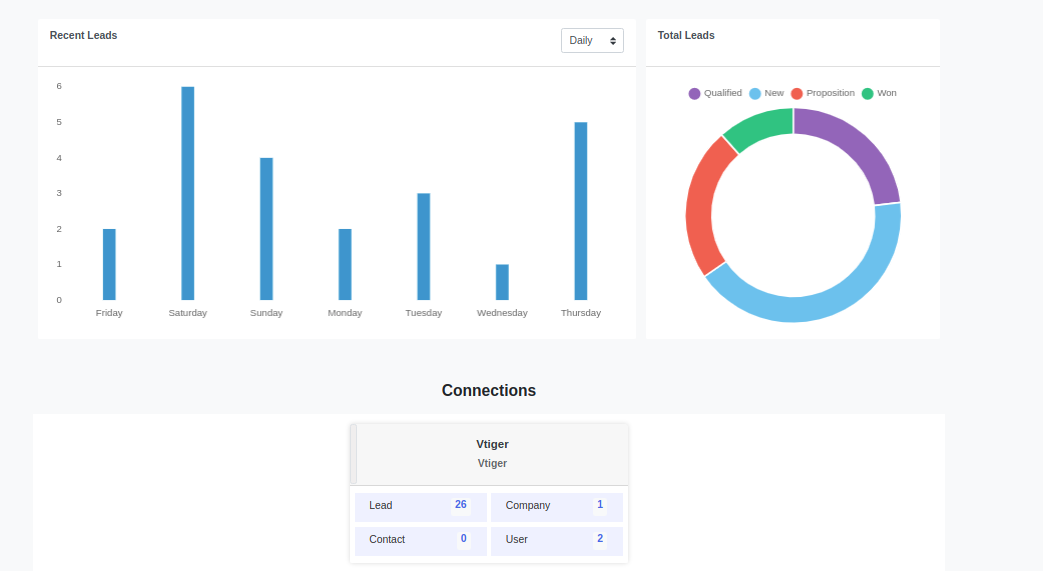 Recent Leads
Daily
6
5
4
3
2
1
0
Friday Saturday Sunday Monday Tuesday Wednesday Thursday
Total Leads
Qualified New Proposition Won
Connections
Vtiger
Vtiger
Lead 26 Company 1
Contact 0 User 2